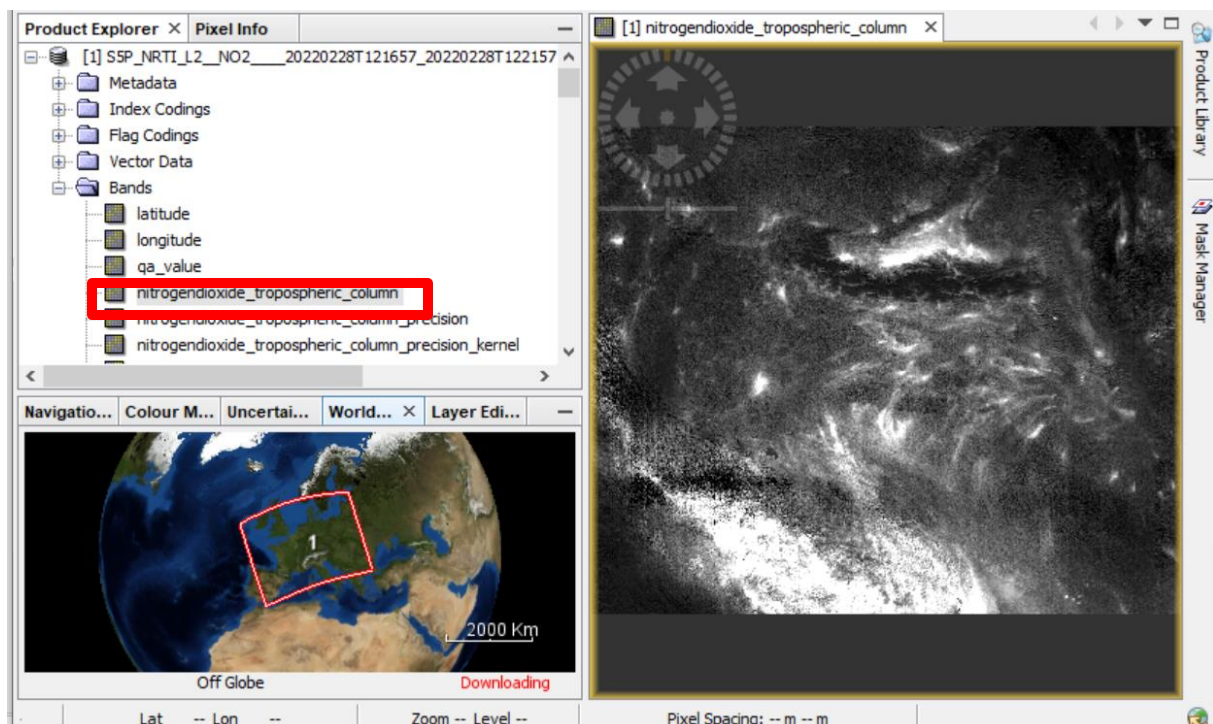 Product Explorer × Pixel Info
[1] S5P_NRTI_L2__NO2____20220228T121657_20220228T122157
Metadata
Index Codings
Flag Codings
Vector Data
Bands
latitude
longitude
qa_value
nitrogendioxide_tropospheric_column
nitrogendioxide_tropospheric_column_precision
nitrogendioxide_tropospheric_column_precision_kernel
Navigatio... Colour M... Uncertai... World... × Layer Edi...
1
2000 Km
Off Globe Downloading
[1] nitrogendioxide_tropospheric_column ×
Product Library
Mask Manager
Lat -- Lon -- Zoom -- Level -- Pixel Spacing: -- m -- m